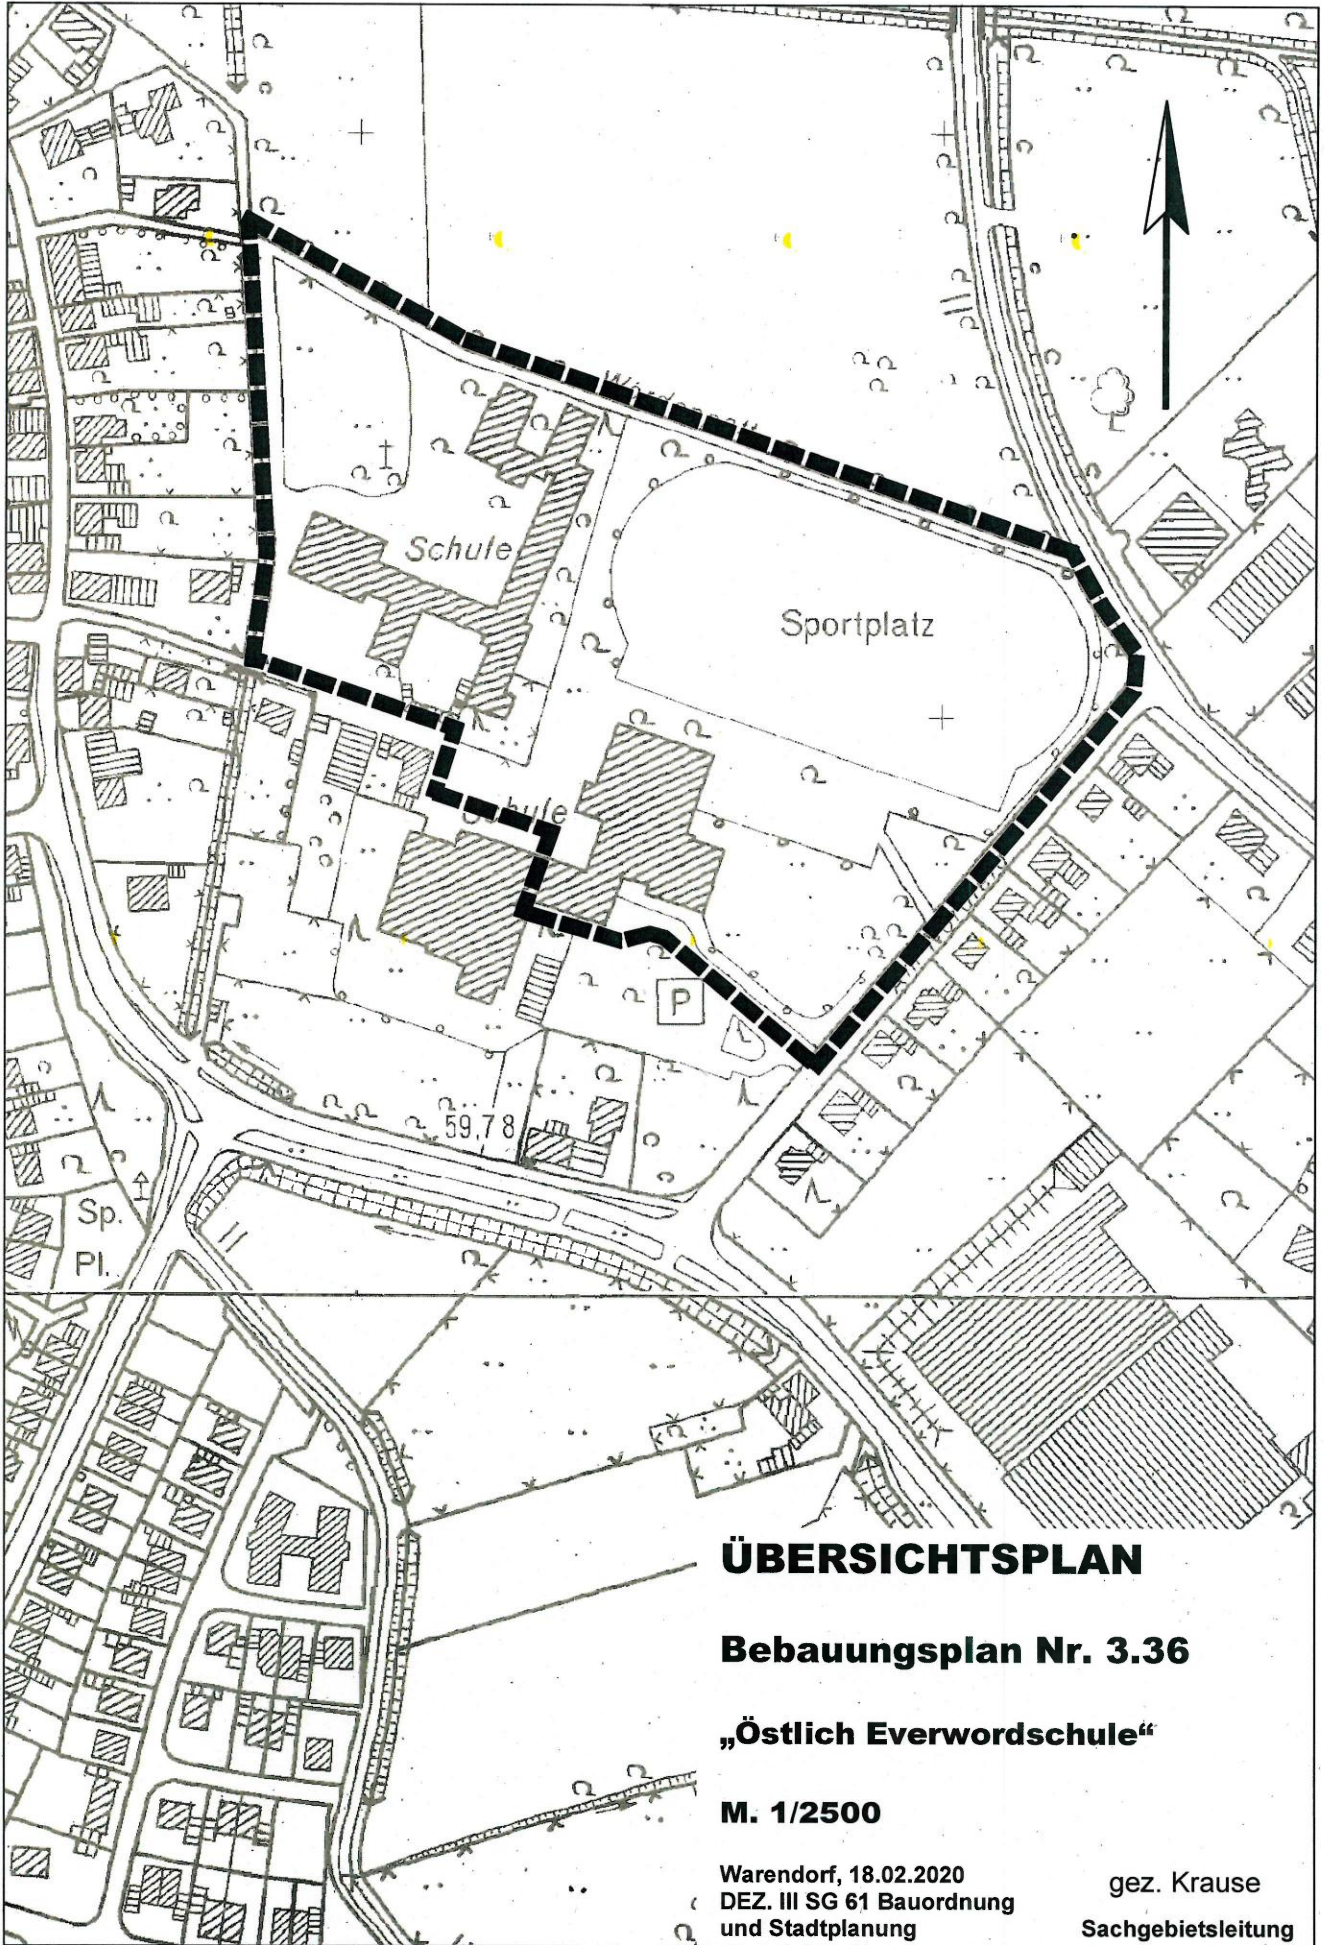 Schule
Sportplatz
P
59,78
Sp.
Pl.
ÜBERSICHTSPLAN
Bebauungsplan Nr. 3.36
„Östlich Everwordschule“
M. 1/2500
Warendorf, 18.02.2020
DEZ. III SG 61 Bauordnung
und Stadtplanung
gez. Krause
Sachgebietsleitung